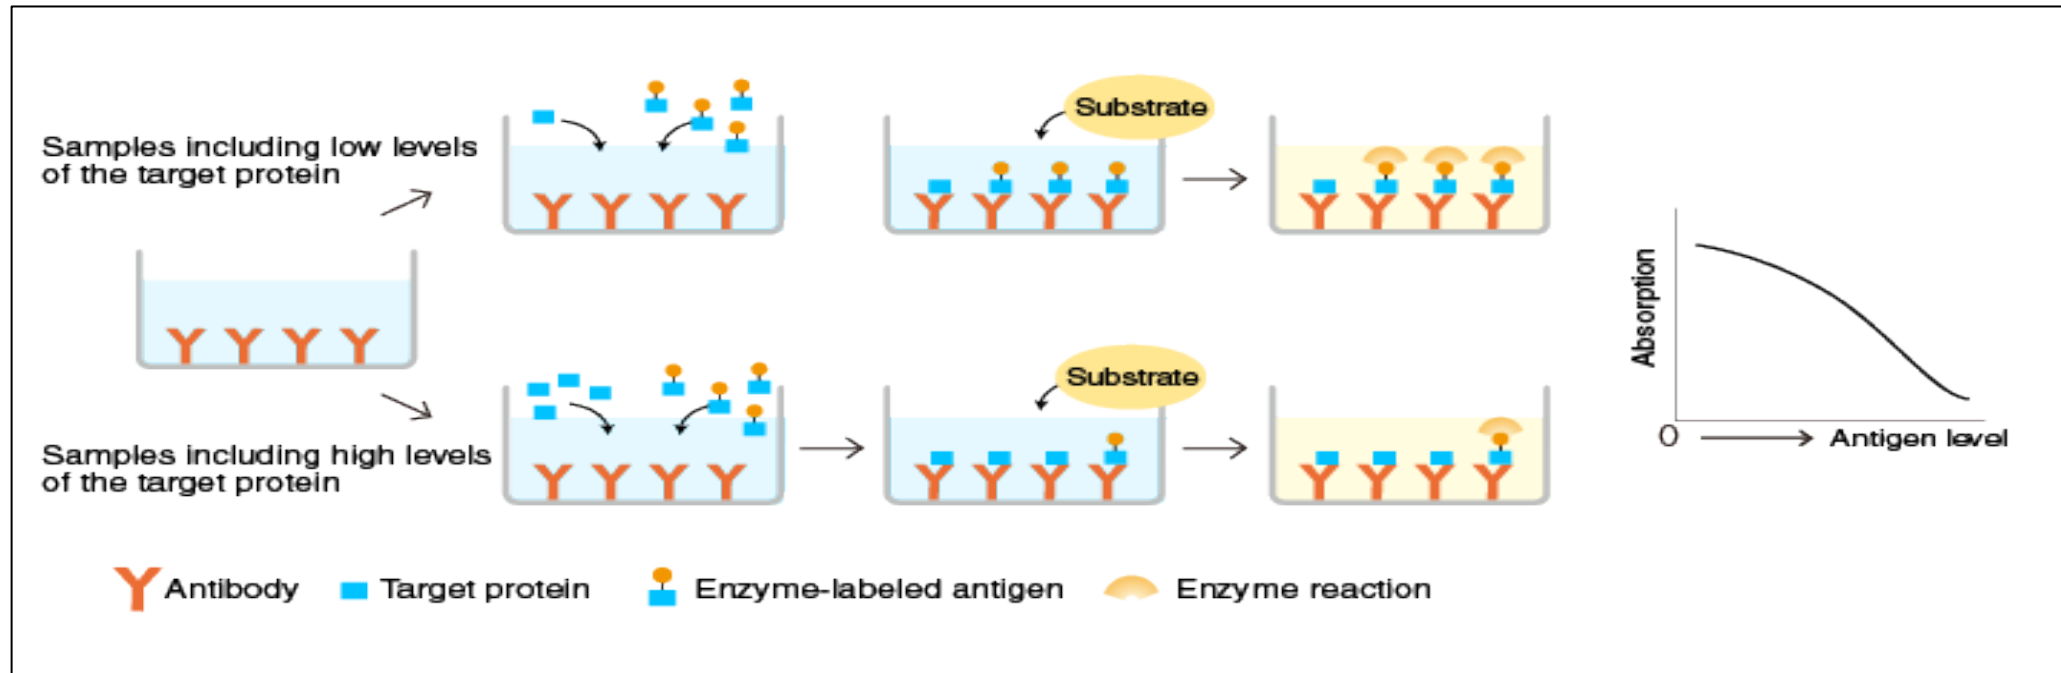 Samples including low levels
of the target protein
Substrate
Samples including high levels
of the target protein
Substrate
Absorption
0
Antigen level
Antibody
Target protein
Enzyme-labeled antigen
Enzyme reaction